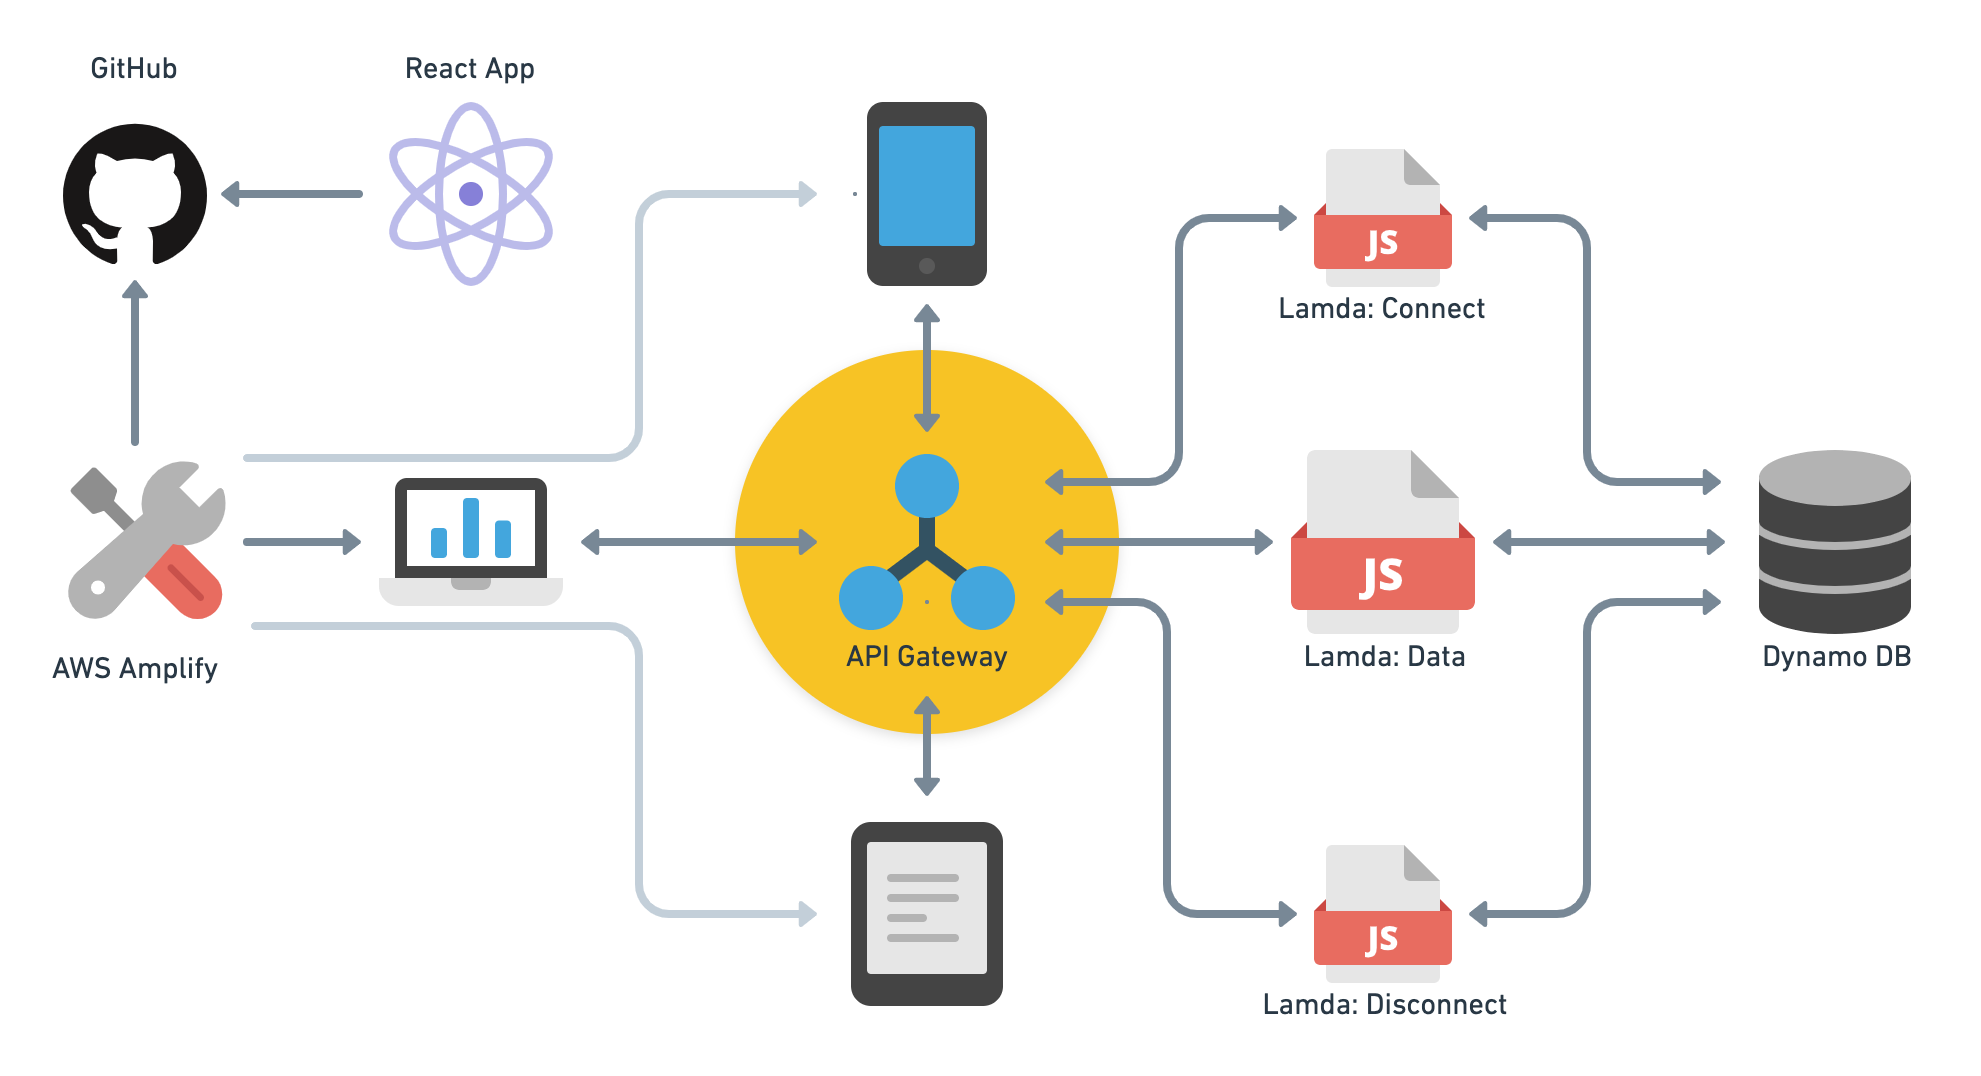 GitHub
React App
JS
Lamda: Connect
JS
AWS Amplify
API Gateway
Lamda: Data
Dynamo DB
JS
Lamda: Disconnect